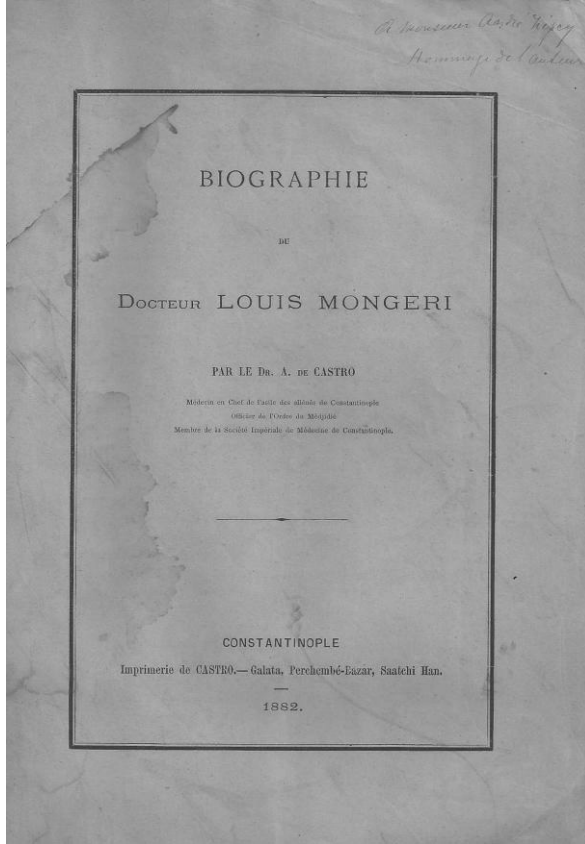 A Monsieur
Hommage de l'auteur
BIOGRAPHIE
DU
DOCTEUR LOUIS MONGERI
PAR LE DR. A. DE CASTRO
Médecin en Chef de l'asile des aliénés de Constantinople
Officier de l'Ordre du Médjidié
Membre de la Société Impériale de Médecine de Constantinople.
CONSTANTINOPLE
Imprimerie de CASTRO.— Galata, Perchembé-Bazar, Saatchi Han.
1882.